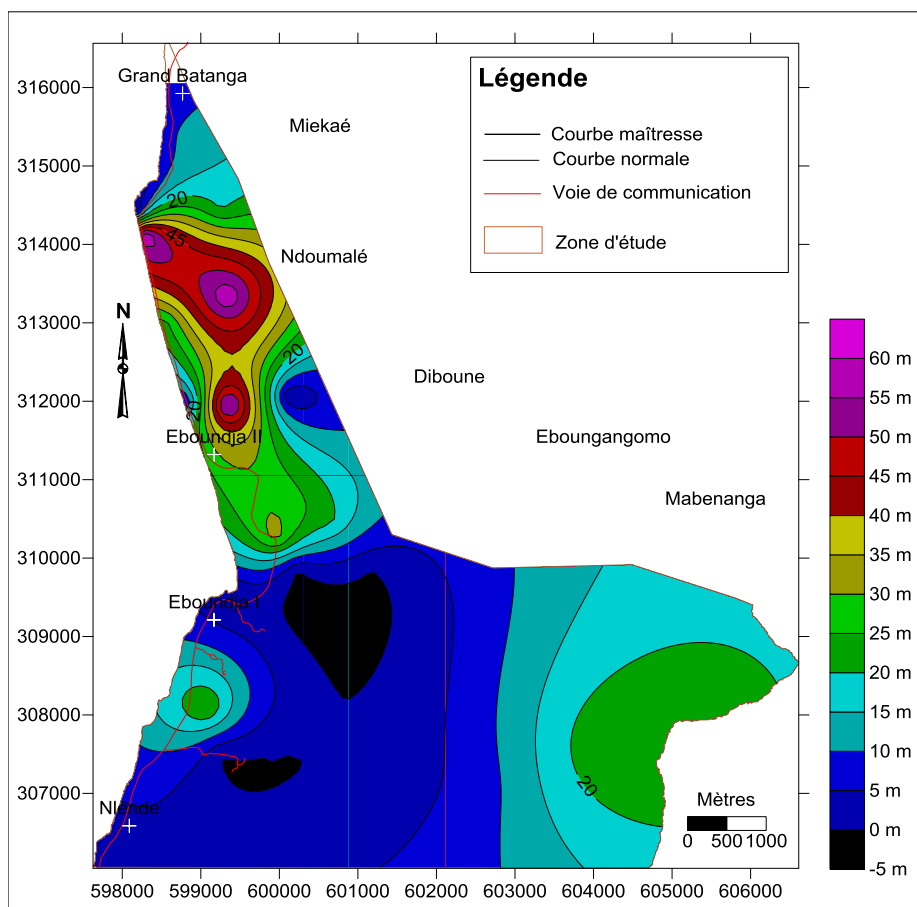 316000
315000
314000
313000
312000
311000
310000
309000
308000
307000
Grand Batanga
Miekaé
Ndoumalé
Diboune
Eboundja II
Eboungangomo
Mabenanga
Eboundja I
Nlende
20
45
20
20
20
N
Légende
Courbe maîtresse
Courbe normale
Voie de communication
Zone d'étude
60 m
55 m
50 m
45 m
40 m
35 m
30 m
25 m
20 m
15 m
10 m
5 m
0 m
-5 m
Mètres
0 500 1000
598000 599000 600000 601000 602000 603000 604000 605000 606000